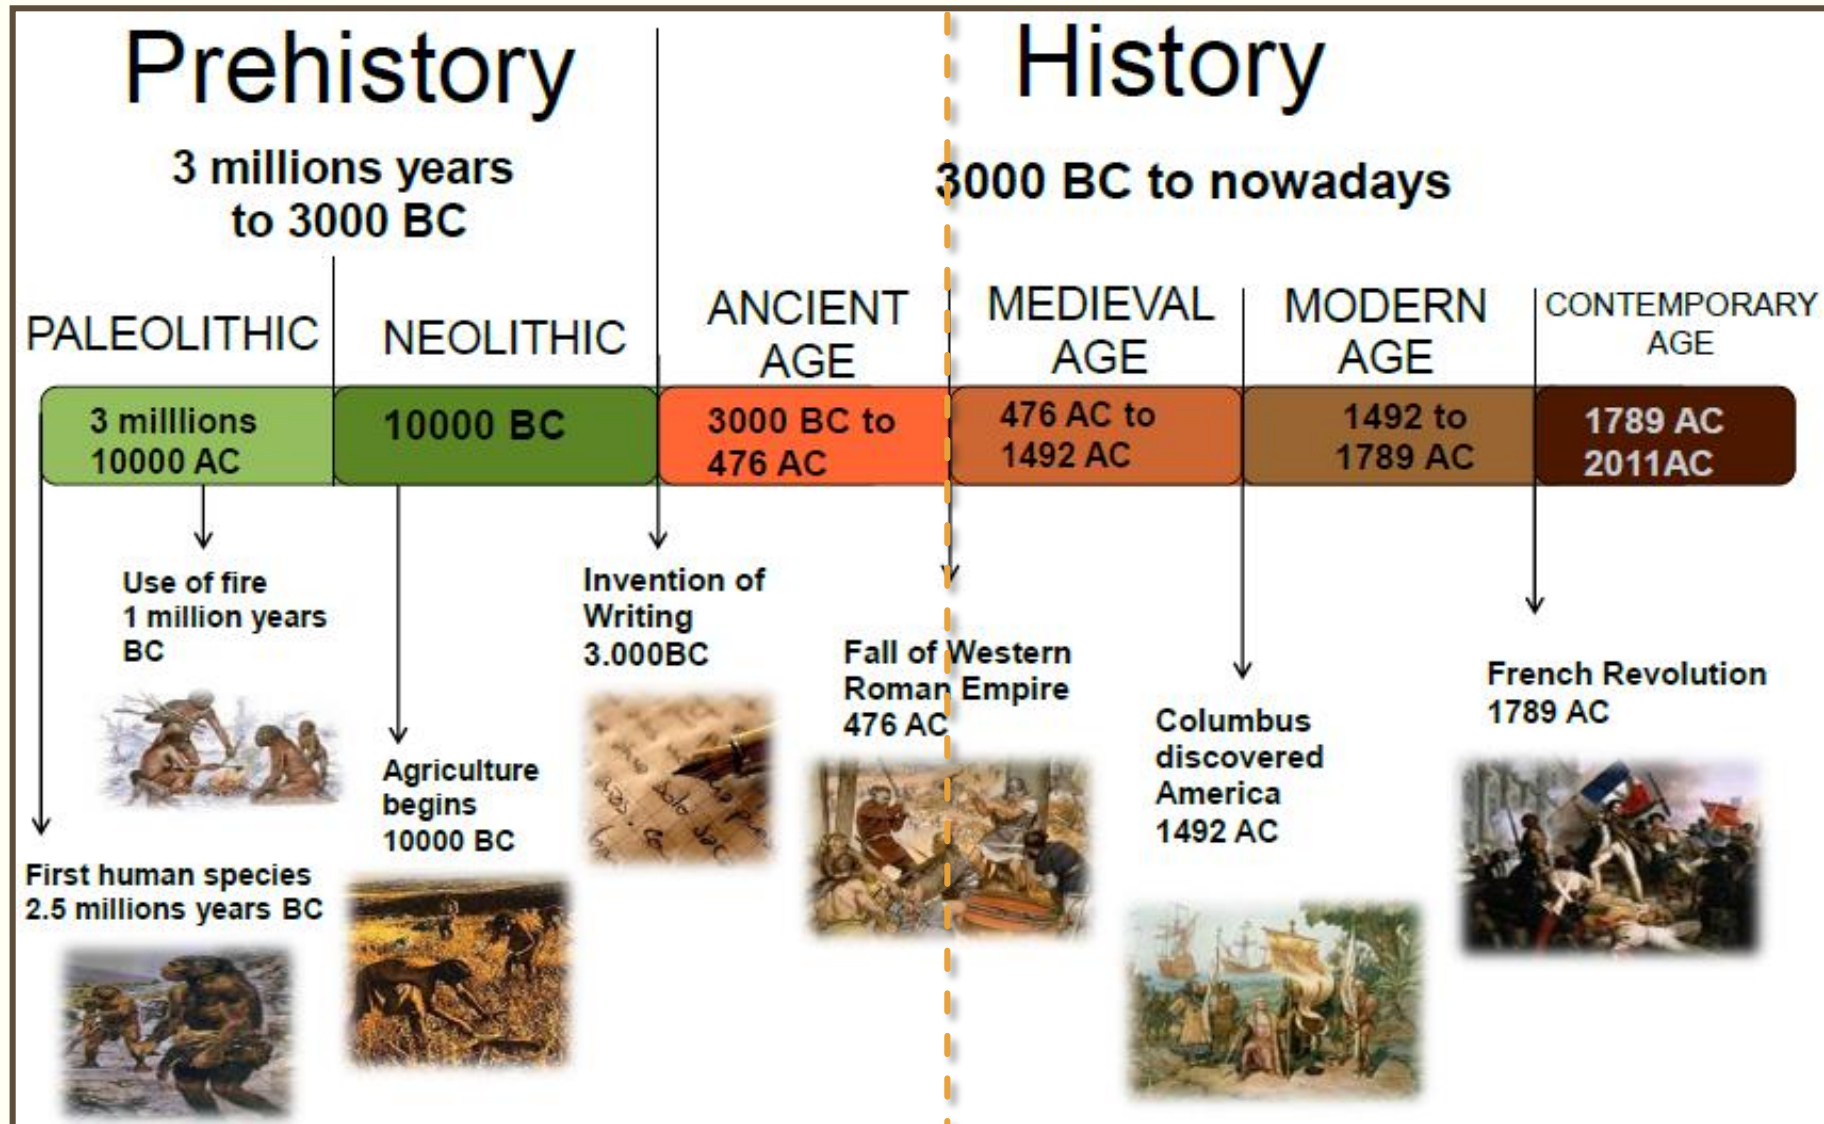 Prehistory
3 millions years
to 3000 BC
History
3000 BC to nowadays
PALEOLITHIC
NEOLITHIC
ANCIENT
AGE
MEDIEVAL
AGE
MODERN
AGE
CONTEMPORARY
AGE
3 milllions
10000 AC
10000 BC
3000 BC to
476 AC
476 AC to
1492 AC
1492 to
1789 AC
1789 AC
2011AC
Use of fire
1 million years
BC
First human species
2.5 millions years BC
Agriculture
begins
10000 BC
Invention of
Writing
3.000BC
Fall of Western
Roman Empire
476 AC
Columbus
discovered
America
1492 AC
French Revolution
1789 AC